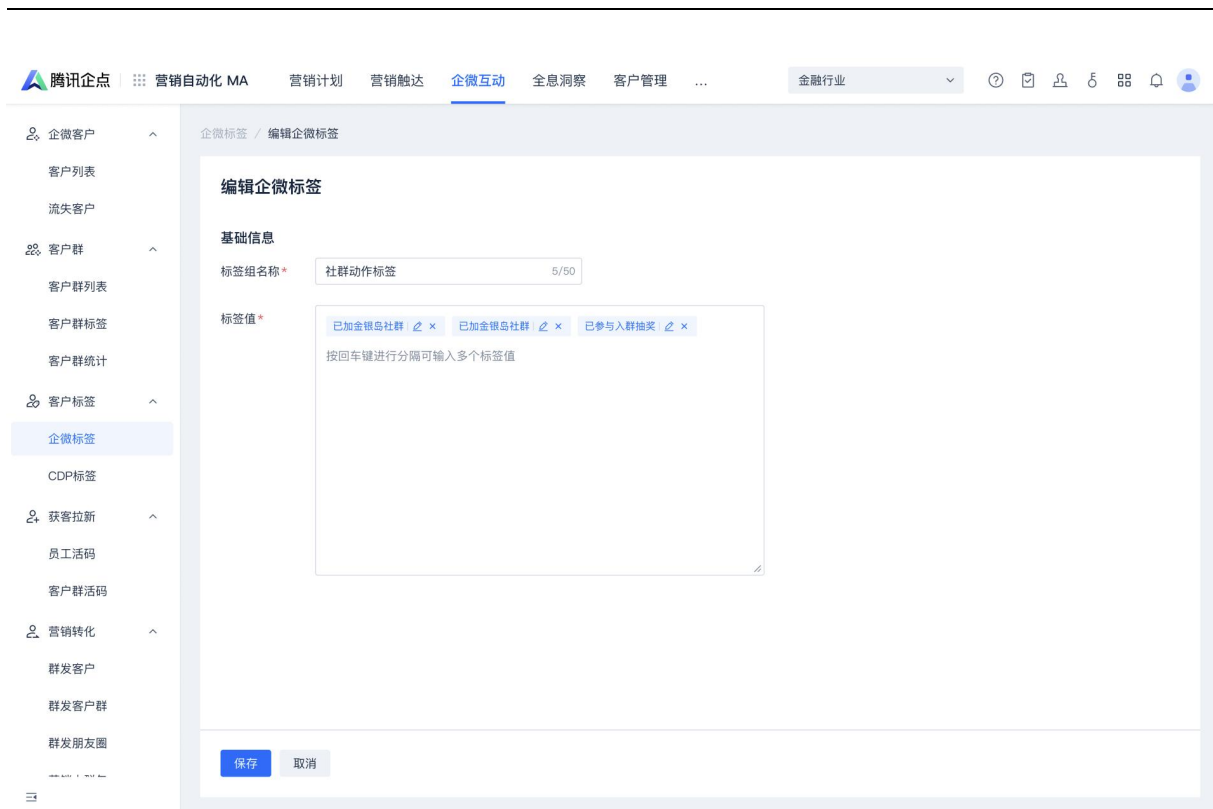 腾讯企点 营销自动化 MA 营销计划 营销触达 企微互动 全息洞察 客户管理 ... 金融行业
企微客户
客户列表
流失客户
客户群
客户群列表
客户群标签
客户群统计
客户标签
企微标签
CDP标签
获客拉新
员工活码
客户群活码
营销转化
群发客户
群发客户群
群发朋友圈
企微标签 / 编辑企微标签
编辑企微标签
基础信息
标签组名称* 社群动作标签 5/50
标签值* 已加金银岛社群 已加金银岛社群 已参与入群抽奖
按回车键进行分隔可输入多个标签值
保存 取消